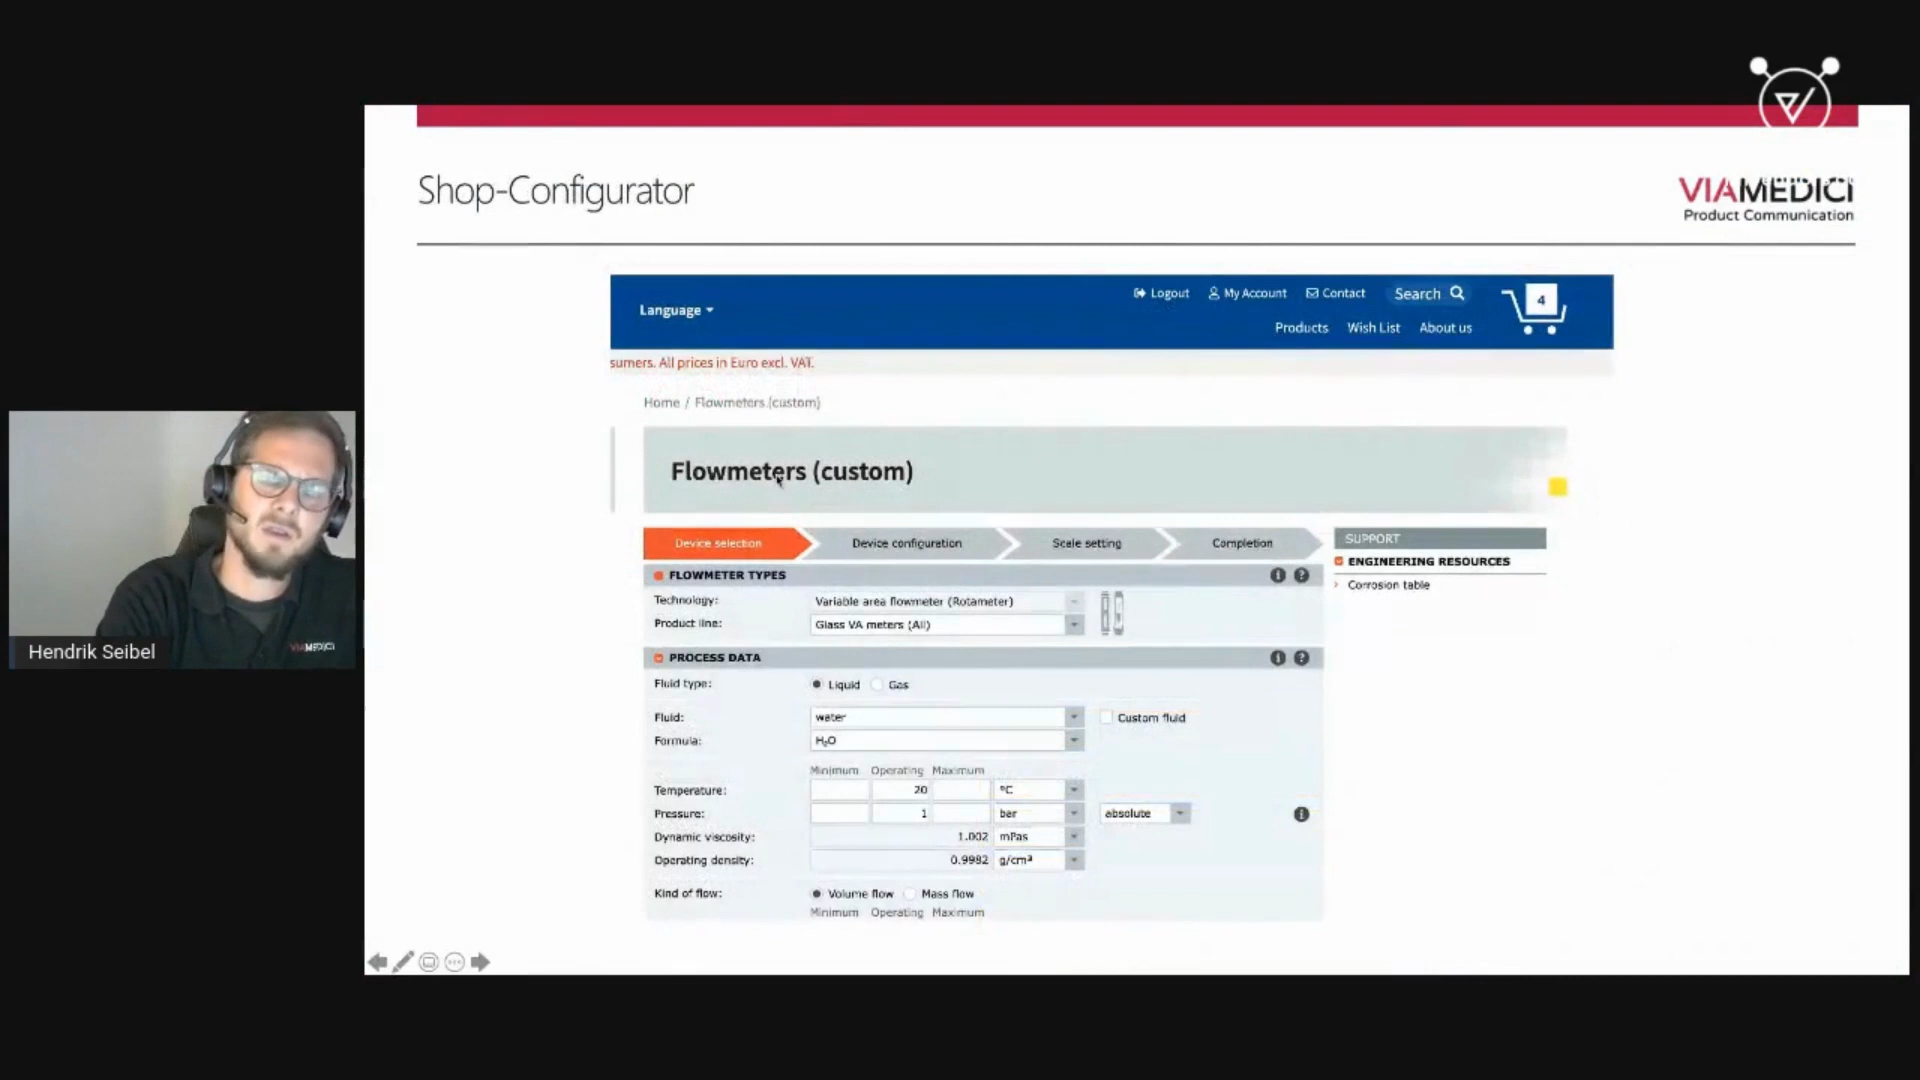 Shop-Configurator
VIAMEDICI
Product Communication
Language
Logout My Account Contact Search 4
Products Wish List About us
sumers. All prices in Euro excl. VAT.
Home / Flowmeters (custom)
Flowmeters (custom)
Device selection Device configuration Scale setting Completion
SUPPORT
ENGINEERING RESOURCES
Corrosion table
FLOWMETER TYPES
Technology: Variable area flowmeter (Rotameter)
Product line: Glass VA meters (All)
PROCESS DATA
Fluid type: Liquid Gas
Fluid: water Custom fluid
Formula: H₂O
Minimum Operating Maximum
Temperature: 20 °C
Pressure: 1 bar absolute
Dynamic viscosity: 1.002 mPas
Operating density: 0.9982 g/cm³
Kind of flow: Volume flow Mass flow
Minimum Operating Maximum
Hendrik Seibel
VIAMEDICI